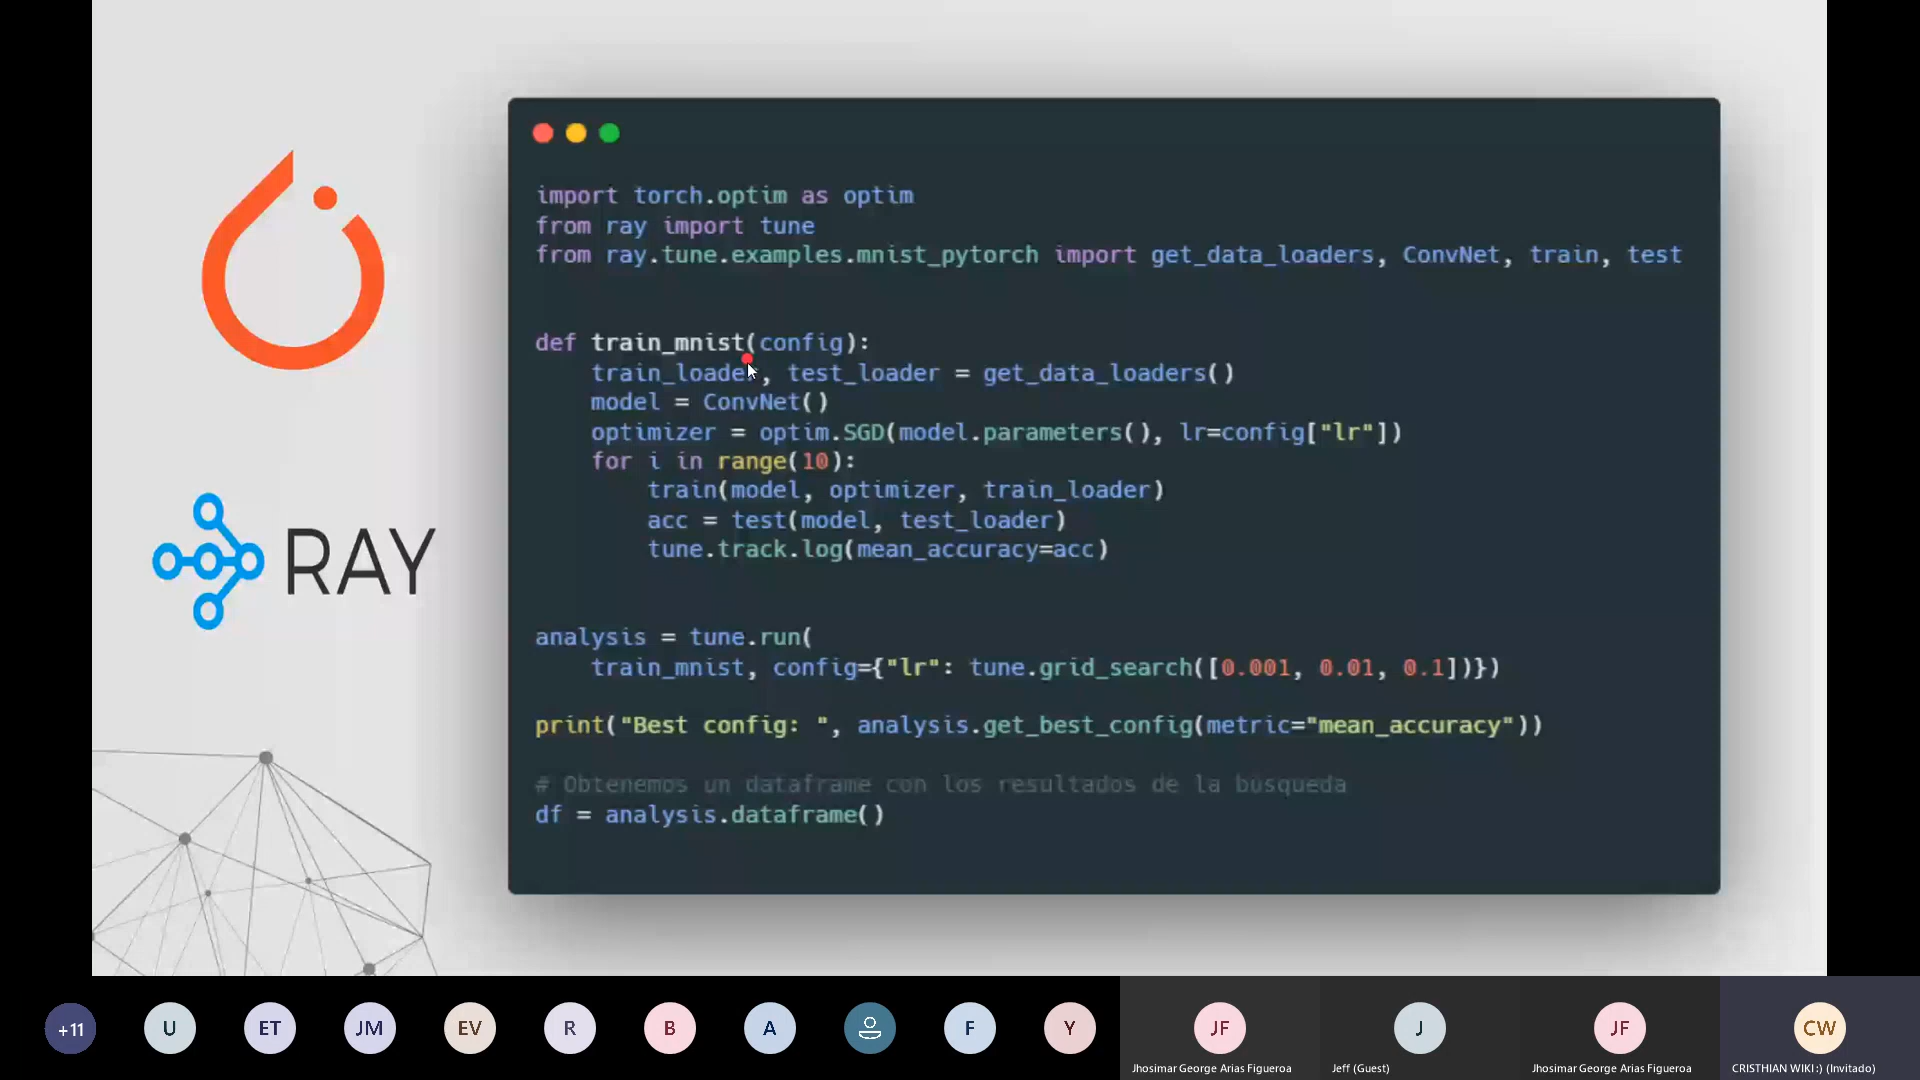 import torch.optim as optim
from ray import tune
from ray.tune.examples.mnist_pytorch import get_data_loaders, ConvNet, train, test
def train_mnist(config):
train_loader, test_loader = get_data_loaders()
model = ConvNet()
optimizer = optim.SGD(model.parameters(), lr=config["lr"])
for i in range(10):
train(model, optimizer, train_loader)
acc = test(model, test_loader)
tune.track.log(mean_accuracy=acc)
analysis = tune.run(
train_mnist, config={"lr": tune.grid_search([0.001, 0.01, 0.1])})
print("Best config: ", analysis.get_best_config(metric="mean_accuracy"))
# Obtenemos un dataframe con los resultados de la búsqueda
df = analysis.dataframe()
RAY
+11
U
ET
JM
EV
R
B
A
F
Y
JF
Jhosimar George Arias Figueroa
J
Jeff (Guest)
JF
Jhosimar George Arias Figueroa
CW
CRISTHIAN WIKI :) (Invitado)